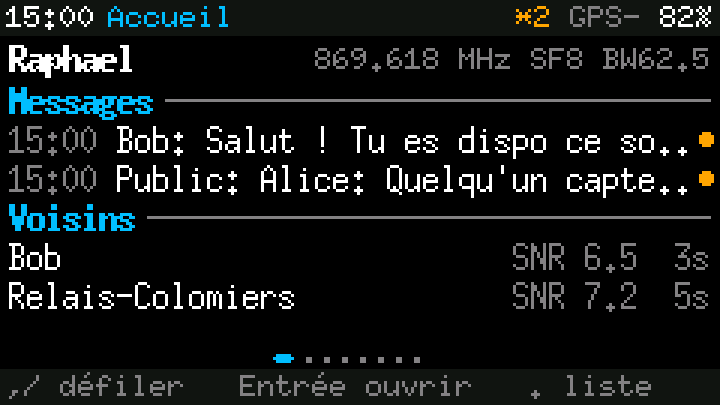 15:00 Accueil ⁎2 GPS- 82%
Raphael 869.618 MHz SF8 BW62.5
Messages
15:00 Bob: Salut ! Tu es dispo ce so..
15:00 Public: Alice: Quelqu'un capte..
Voisins
Bob SNR 6.5 3s
Relais-Colomiers SNR 7.2 5s
,/ défiler Entrée ouvrir . liste